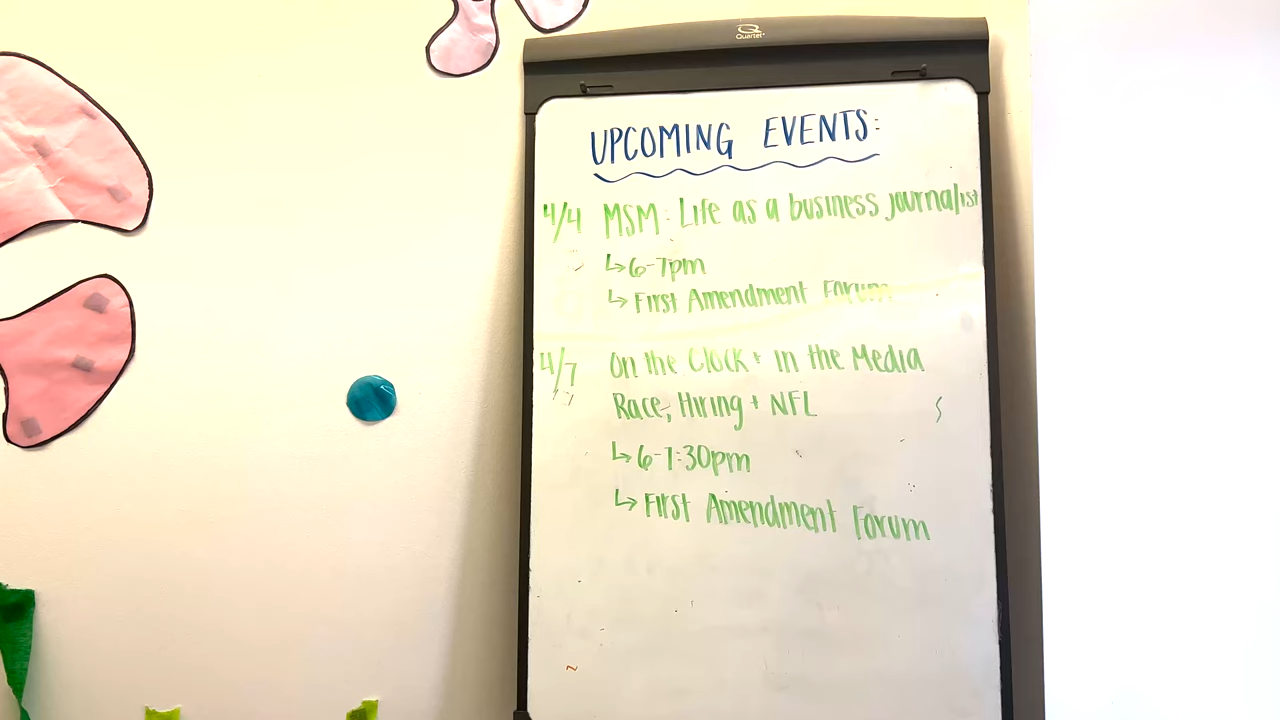 Quartet
UPCOMING EVENTS:
4/4 MSM: Life as a business journalist
↳ 6-7pm
↳ First Amendment Forum
4/7 On the Clock + in the Media
Race, Hiring + NFL
↳ 6-7:30pm
↳ First Amendment Forum